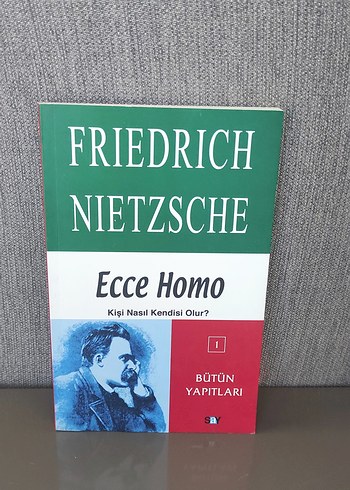 FRIEDRICH
NIETZSCHE
Ecce Homo
Kişi Nasıl Kendisi Olur?
1
BÜTÜN
YAPITLARI
say